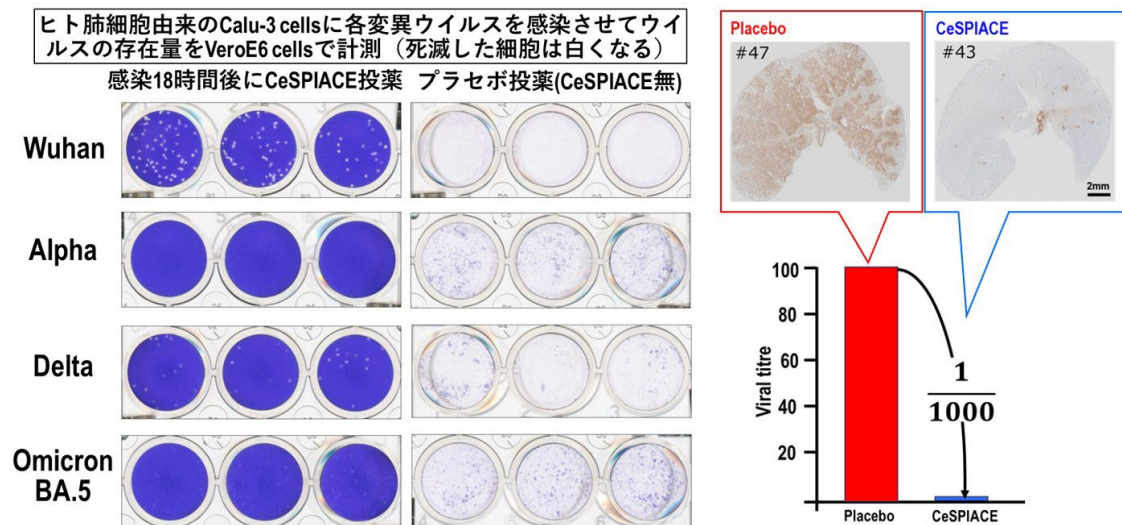 ヒト肺細胞由来のCalu-3 cellsに各変異ウイルスを感染させてウイ
ルスの存在量をVeroE6 cellsで計測（死滅した細胞は白くなる）
感染18時間後にCeSPIACE投薬
プラセボ投薬(CeSPIACE無)
Wuhan
Alpha
Delta
Omicron
BA.5
Placebo
#47
CeSPIACE
#43
2mm
Viral titre
100
80
60
40
20
1
1000
Placebo
CeSPIACE